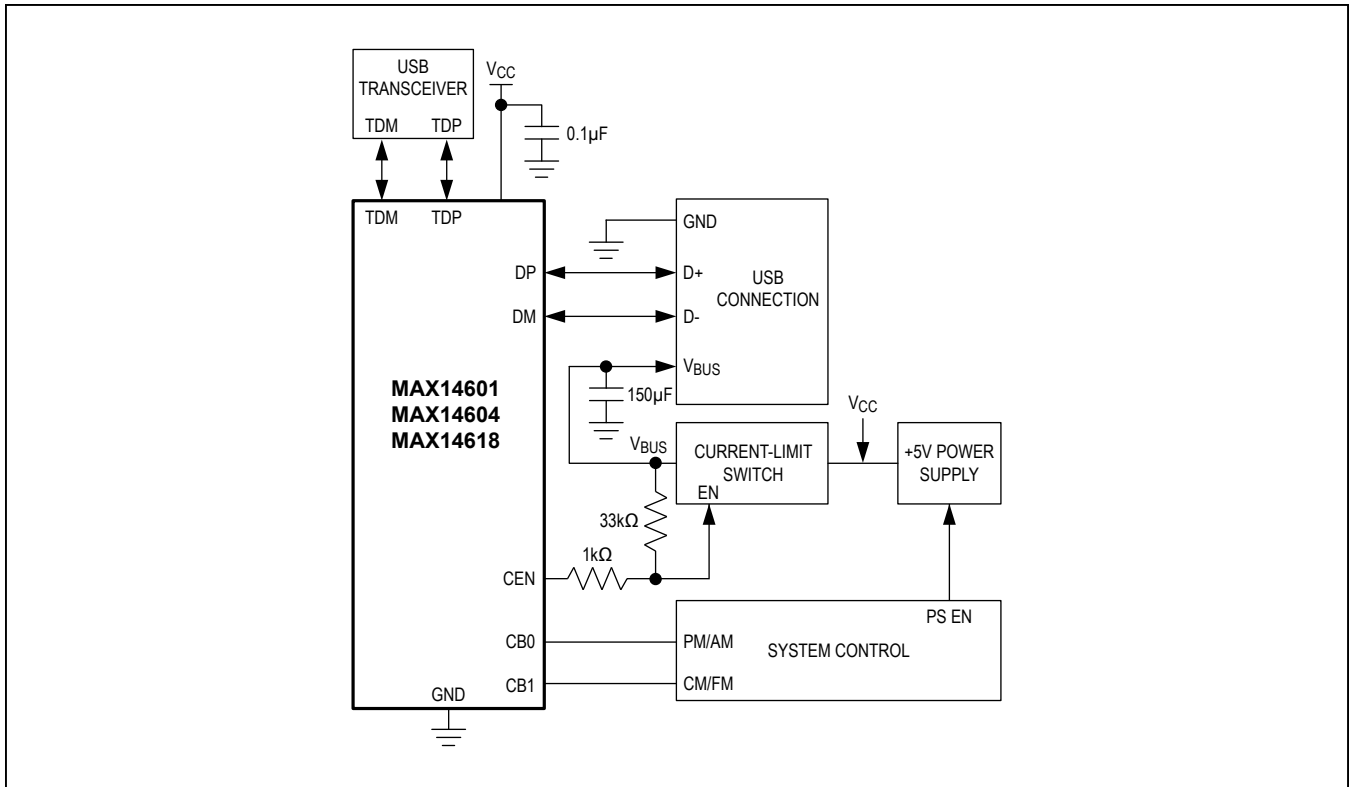 USB
TRANSCEIVER
TDM TDP
VCC
0.1µF
TDM TDP
DP
DM
MAX14601
MAX14604
MAX14618
CEN
CB0
CB1
GND
GND
D+
D-
VBUS
USB
CONNECTION
150µF
VBUS
CURRENT-LIMIT
SWITCH
EN
VCC
+5V POWER
SUPPLY
33kΩ
1kΩ
PS EN
PM/AM
CM/FM
SYSTEM CONTROL